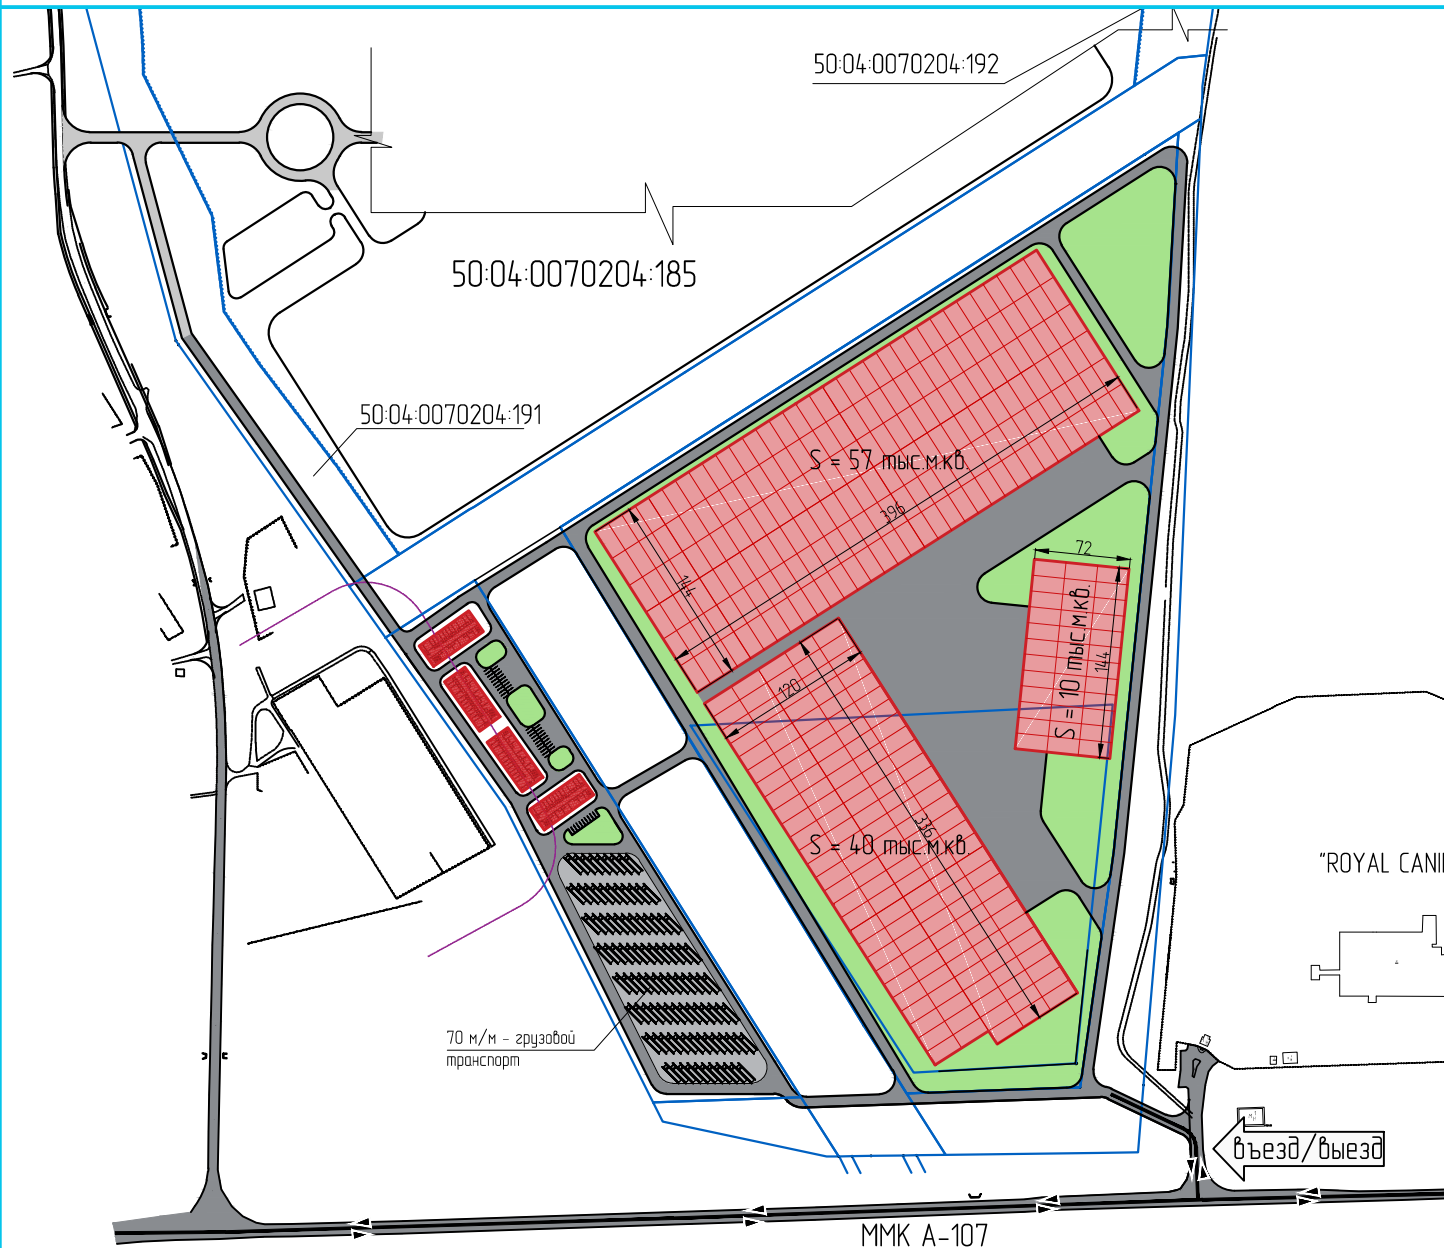 50:04:0070204:192
50:04:0070204:185
50:04:0070204:191
S = 57 тыс.м.кв.
396
144
72
S = 10 тыс.м.кв.
144
120
336
S = 40 тыс.м.кв.
"ROYAL CANI
70 м/м - грузовой
транспорт
въезд/выезд
ММК А-107